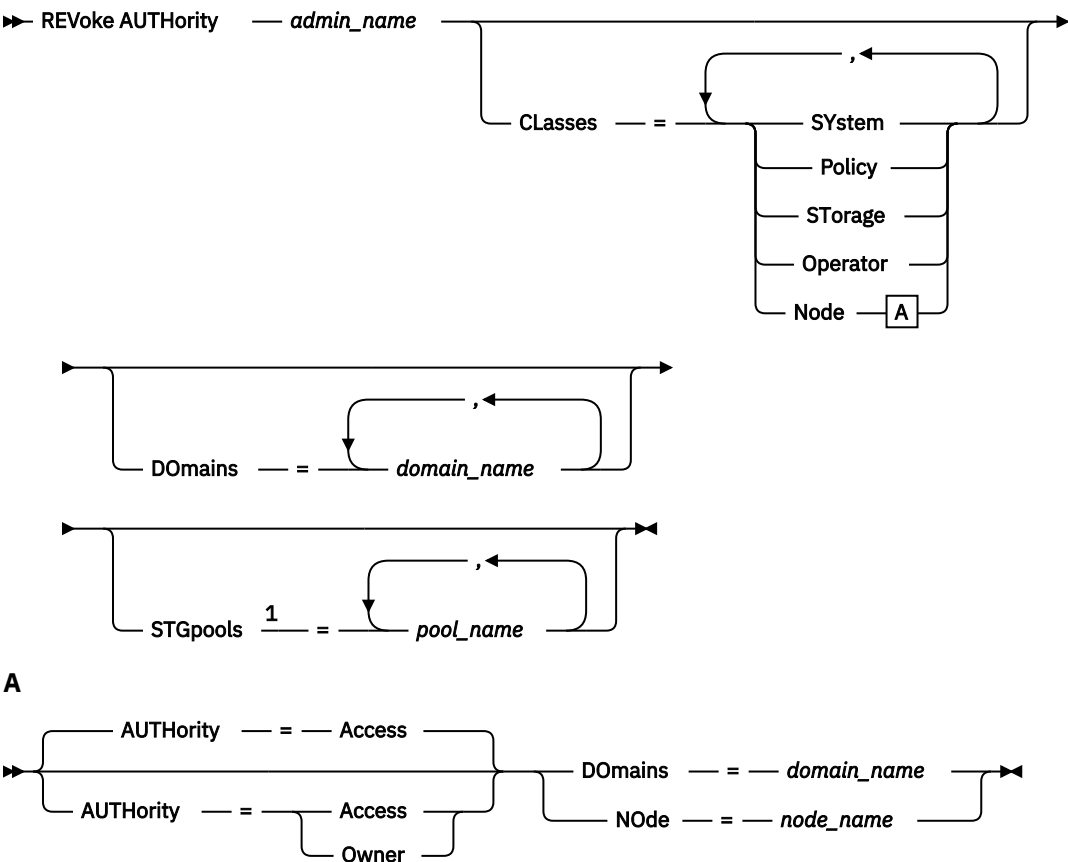 REVoke AUTHority admin_name
,
CLasses = SYstem
Policy
STorage
Operator
Node A
,
DOmains = domain_name
,
STGpools 1 = pool_name
A
AUTHority = Access
DOmains = domain_name
AUTHority = Access
NOde = node_name
Owner